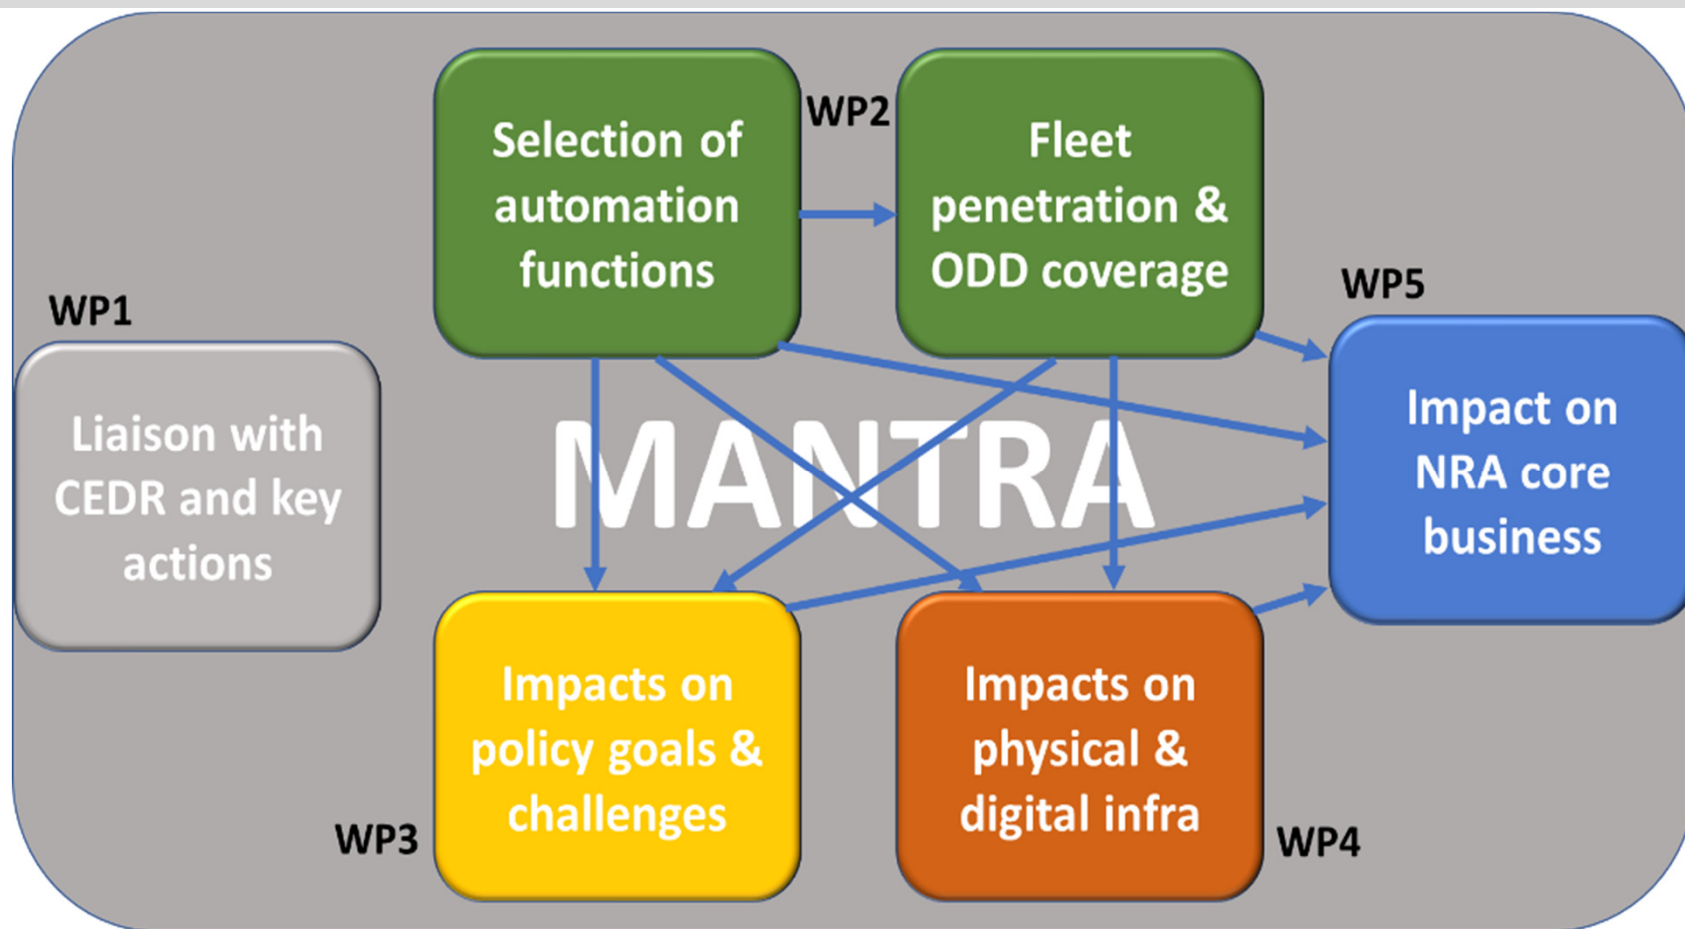 Selection of
automation
functions
WP2
Fleet
penetration &
ODD coverage
WP1
Liaison with
CEDR and key
actions
MANTRA
WP5
Impact on
NRA core
business
Impacts on
policy goals &
challenges
WP3
Impacts on
physical &
digital infra
WP4